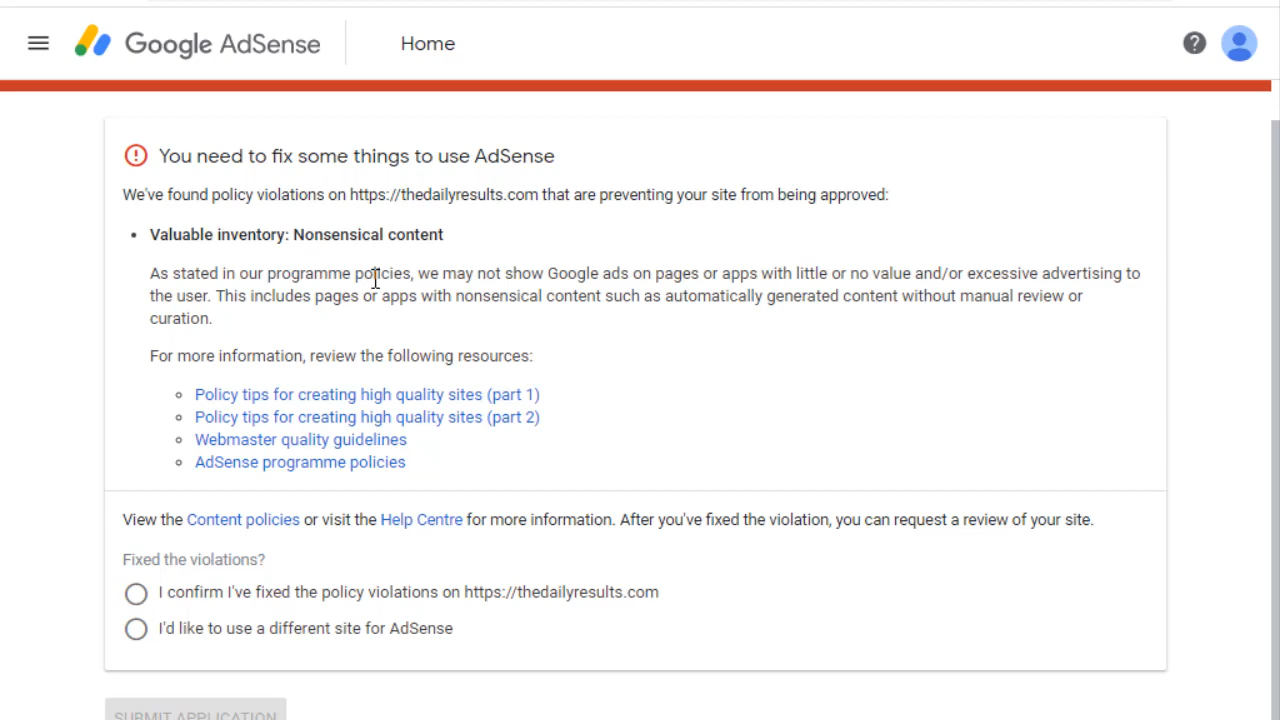 Google AdSense
Home
You need to fix some things to use AdSense
We've found policy violations on https://thedailyresults.com that are preventing your site from being approved:
• Valuable inventory: Nonsensical content
As stated in our programme policies, we may not show Google ads on pages or apps with little or no value and/or excessive advertising to
the user. This includes pages or apps with nonsensical content such as automatically generated content without manual review or
curation.
For more information, review the following resources:
Policy tips for creating high quality sites (part 1)
Policy tips for creating high quality sites (part 2)
Webmaster quality guidelines
AdSense programme policies
View the Content policies or visit the Help Centre for more information. After you've fixed the violation, you can request a review of your site.
Fixed the violations?
I confirm I've fixed the policy violations on https://thedailyresults.com
I'd like to use a different site for AdSense
SUBMIT APPLICATION